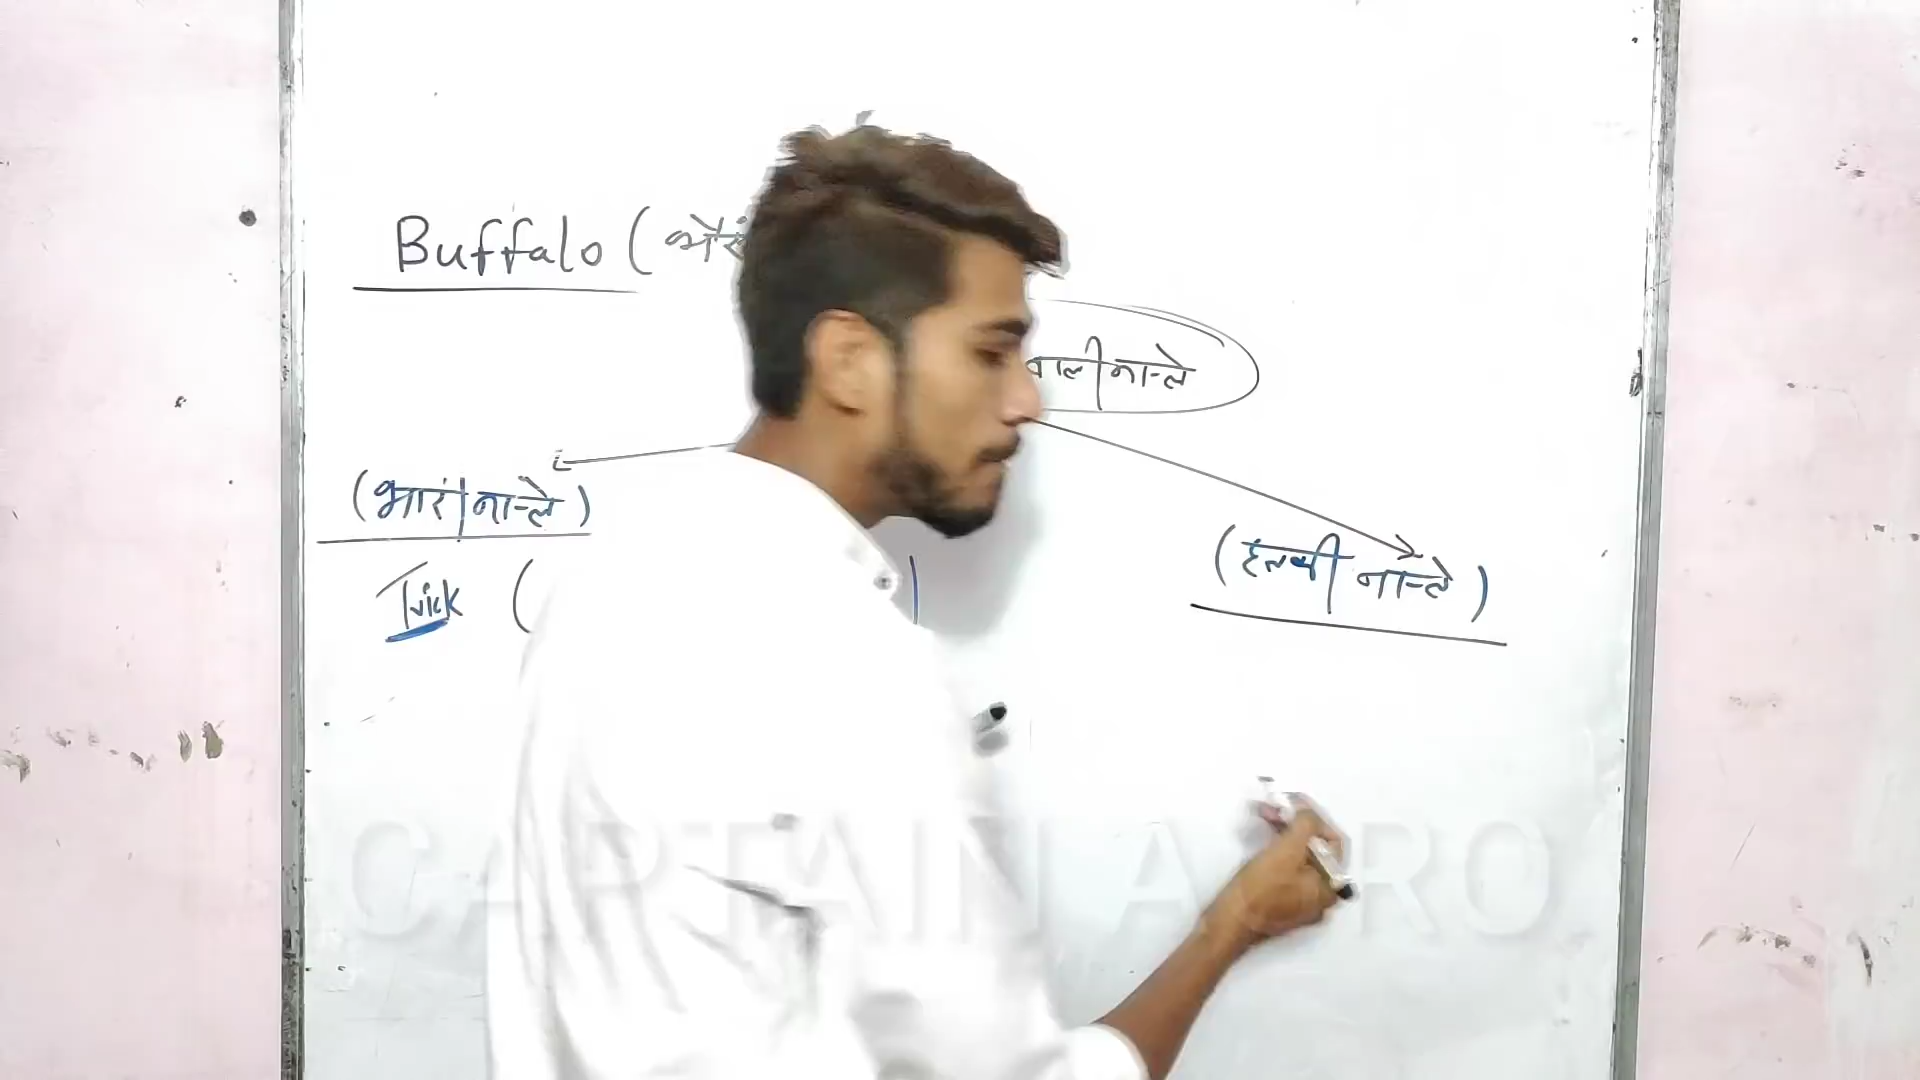 Buffalo (भैंस
वाली नस्ले
(भारी नस्ले)
(हल्की नस्ले)
Trick (
CAPTAIN AGRO